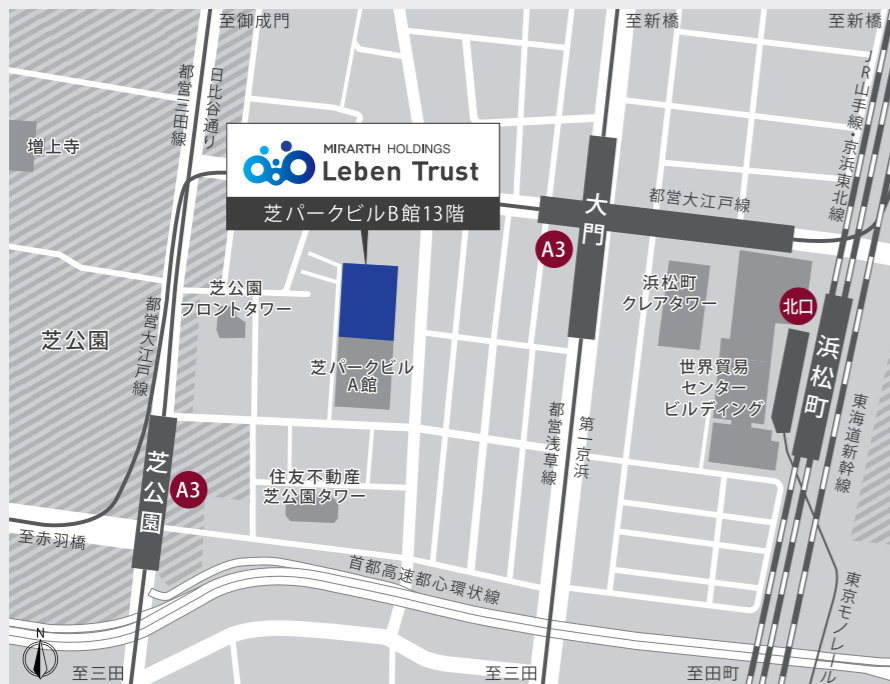 至御成門
至新橋
至新橋
都営三田線
日比谷通り
JR山手線・京浜東北線
増上寺
MIRARTH HOLDINGS
Leben Trust
芝パークビルB館13階
都営大江戸線
大門
A3
浜松町
クレアタワー
北口
芝公園
フロントタワー
都営大江戸線
芝公園
芝パークビル
A館
世界貿易
センター
ビルディング
浜松町
都営浅草線
第一京浜
東海道新幹線
芝公園
A3
住友不動産
芝公園タワー
至赤羽橋
首都高速都心環状線
東京モノレール
N
至三田
至三田
至田町